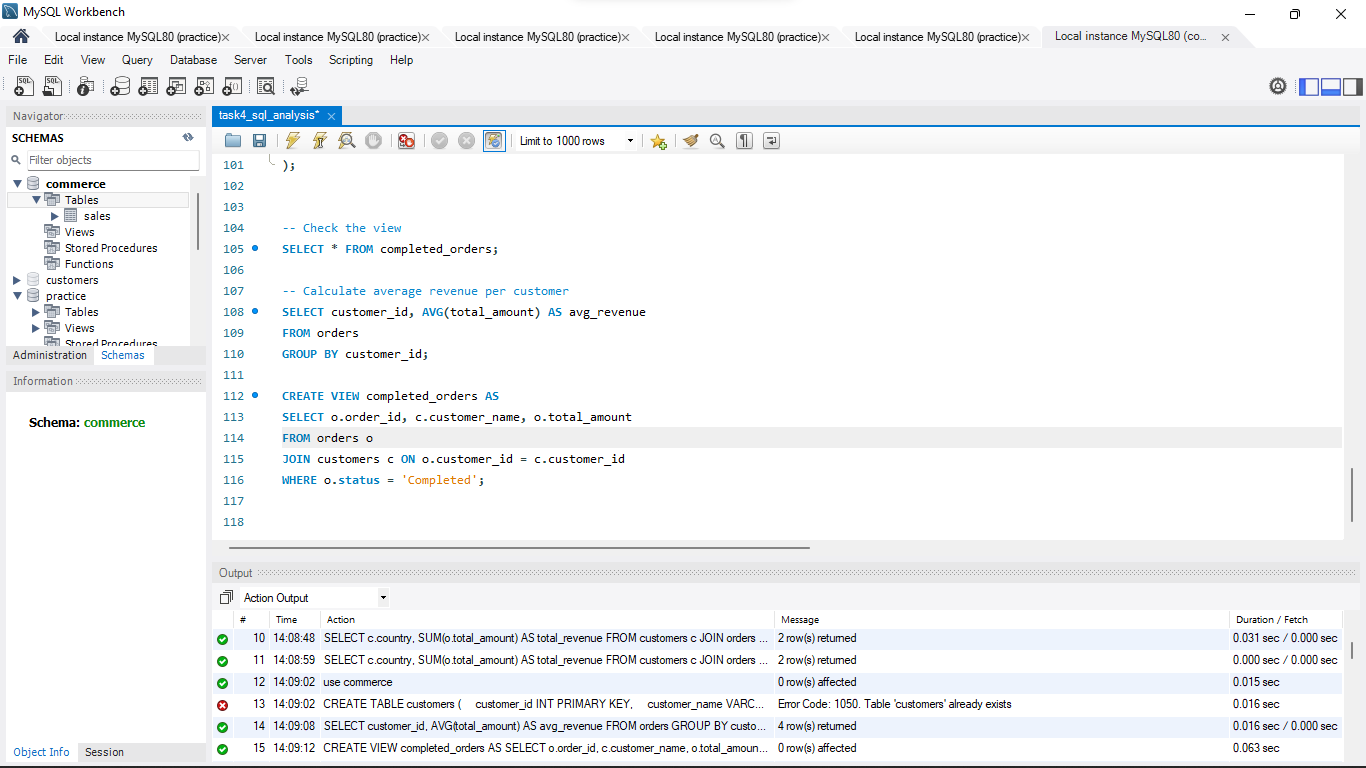 MySQL Workbench
Local instance MySQL80 (practice)× Local instance MySQL80 (practice)× Local instance MySQL80 (practice)× Local instance MySQL80 (practice)× Local instance MySQL80 (practice)× Local instance MySQL80 (co... ×
File Edit View Query Database Server Tools Scripting Help
Navigator
task4_sql_analysis* ×
SCHEMAS
Limit to 1000 rows
Filter objects
commerce
Tables
sales
Views
Stored Procedures
Functions
customers
practice
Tables
Views
Stored Procedures
Administration Schemas
Information
Schema: commerce
Object Info Session
101 );
102
103
104 -- Check the view
105 SELECT * FROM completed_orders;
106
107 -- Calculate average revenue per customer
108 SELECT customer_id, AVG(total_amount) AS avg_revenue
109 FROM orders
110 GROUP BY customer_id;
111
112 CREATE VIEW completed_orders AS
113 SELECT o.order_id, c.customer_name, o.total_amount
114 FROM orders o
115 JOIN customers c ON o.customer_id = c.customer_id
116 WHERE o.status = 'Completed';
117
118
Output
Action Output
# Time Action Message Duration / Fetch
10 14:08:48 SELECT c.country, SUM(o.total_amount) AS total_revenue FROM customers c JOIN orders ... 2 row(s) returned 0.031 sec / 0.000 sec
11 14:08:59 SELECT c.country, SUM(o.total_amount) AS total_revenue FROM customers c JOIN orders ... 2 row(s) returned 0.000 sec / 0.000 sec
12 14:09:02 use commerce 0 row(s) affected 0.015 sec
13 14:09:02 CREATE TABLE customers ( customer_id INT PRIMARY KEY, customer_name VARC... Error Code: 1050. Table 'customers' already exists 0.016 sec
14 14:09:08 SELECT customer_id, AVG(total_amount) AS avg_revenue FROM orders GROUP BY custo... 4 row(s) returned 0.016 sec / 0.000 sec
15 14:09:12 CREATE VIEW completed_orders AS SELECT o.order_id, c.customer_name, o.total_amoun... 0 row(s) affected 0.063 sec